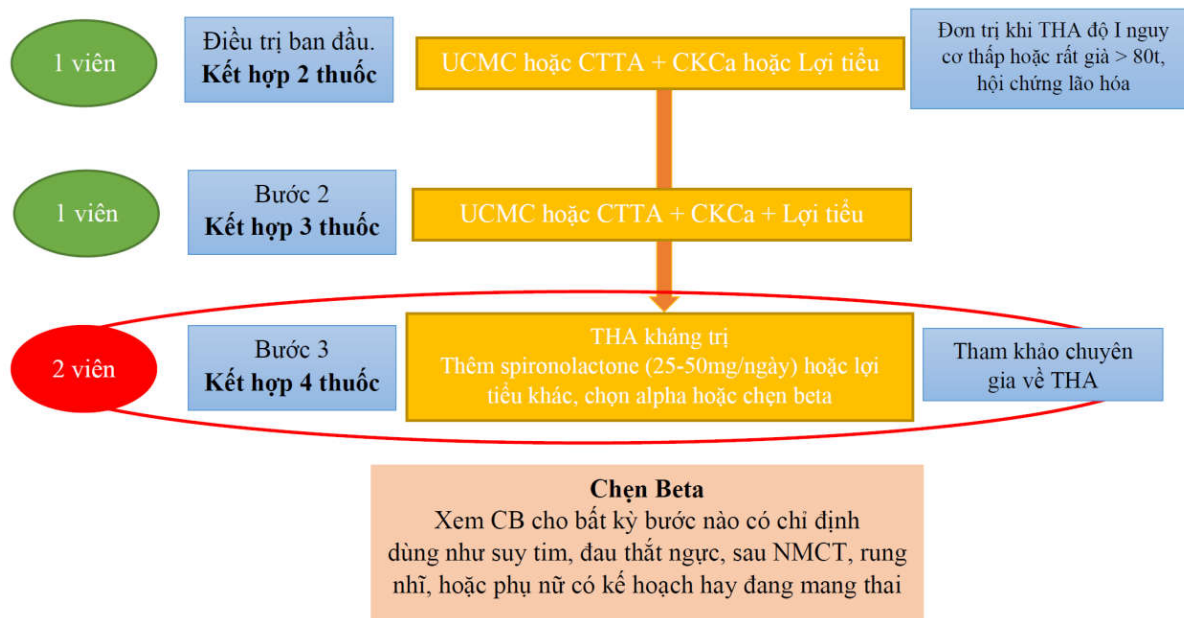 1 viên
Điều trị ban đầu.
Kết hợp 2 thuốc
UCMC hoặc CTTA + CKCa hoặc Lợi tiểu
Đơn trị khi THA độ I nguy
cơ thấp hoặc rất già > 80t,
hội chứng lão hóa
1 viên
Bước 2
Kết hợp 3 thuốc
UCMC hoặc CTTA + CKCa + Lợi tiểu
2 viên
Bước 3
Kết hợp 4 thuốc
THA kháng trị
Thêm spironolactone (25-50mg/ngày) hoặc lợi
tiểu khác, chọn alpha hoặc chẹn beta
Tham khảo chuyên
gia về THA
Chẹn Beta
Xem CB cho bất kỳ bước nào có chỉ định
dùng như suy tim, đau thắt ngực, sau NMCT, rung
nhĩ, hoặc phụ nữ có kế hoạch hay đang mang thai